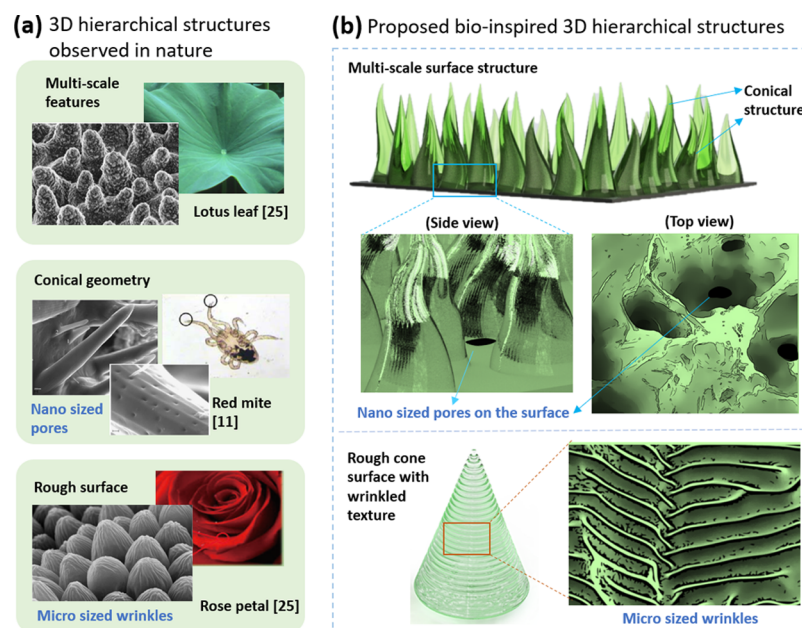 (a) 3D hierarchical structures
observed in nature
Multi-scale
features
Lotus leaf [25]
Conical geometry
Nano sized
pores
Red mite
[11]
Rough surface
Micro sized wrinkles
Rose petal [25]
(b) Proposed bio-inspired 3D hierarchical structures
Multi-scale surface structure
Conical
structure
(Side view)
(Top view)
Nano sized pores on the surface
Rough cone
surface with
wrinkled
texture
Micro sized wrinkles